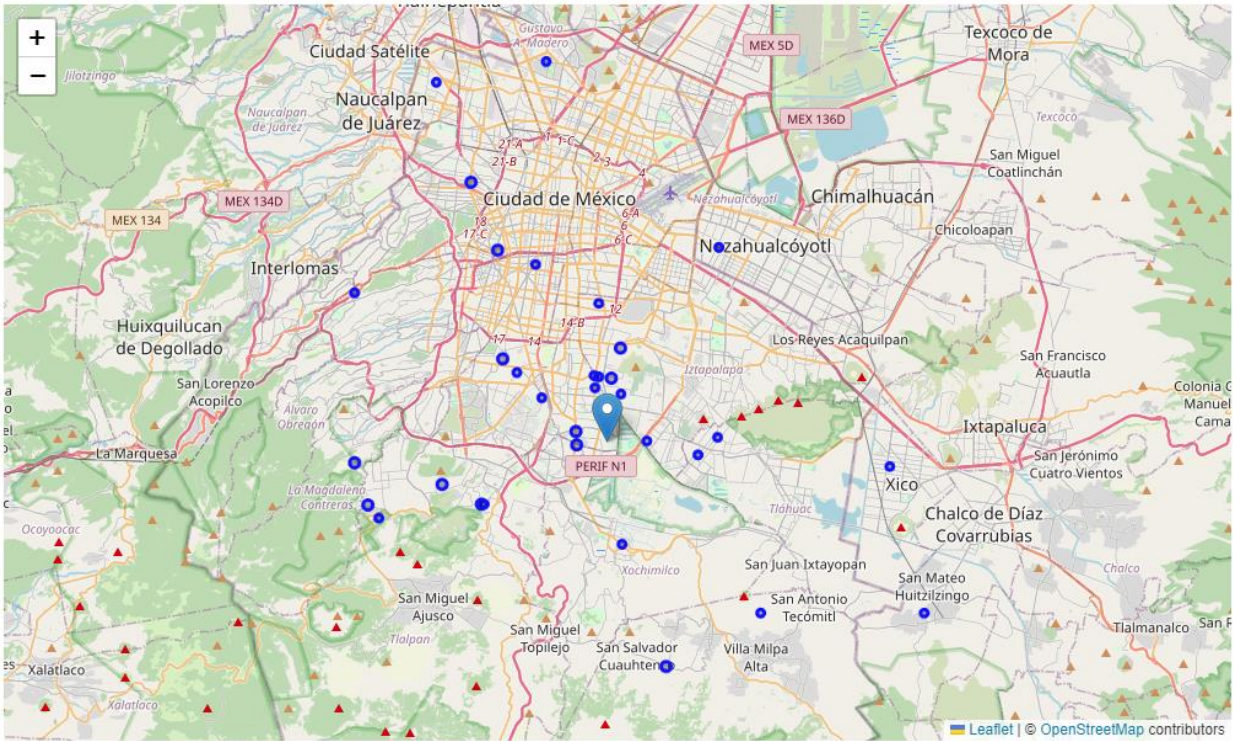 +
−
Ciudad Satélite
Gustavo
A. Madero
MEX 5D
Texcoco de
Mora
Jilotzingo
Naucalpan
de Juárez
Naucalpan
de Juárez
MEX 136D
Texcoco
21-A
1
1-C
21-B
2-3
4
San Miguel
Coatlinchán
MEX 134D
MEX 134
Ciudad de México
Nezahualcóyotl
Chimalhuacán
18
17-C
6-A
6
6-C
Nezahualcóyotl
Chicoloapan
Interlomas
12
14-B
Huixquilucan
de Degollado
17
14
Los Reyes Acaquilpan
San Francisco
Acuautla
Iztapalapa
San Lorenzo
Acopilco
Colonia
Manuel
Cama
Álvaro
Obregón
Ixtapaluca
La Marquesa
PERIF N1
San Jerónimo
Cuatro Vientos
Xico
La Magdalena
Contreras
Tláhuac
Chalco de Díaz
Covarrubias
Ocoyoacac
Xochimilco
San Juan Ixtayopan
Chalco
San Mateo
Huitzilzingo
San Miguel
Ajusco
San Antonio
Tecómitl
Tlalmanalco
San
Tlalpan
San Miguel
Topilejo
San Salvador
Villa Milpa
Alta
Xalatlaco
Xalatlaco
Leaflet | © OpenStreetMap contributors